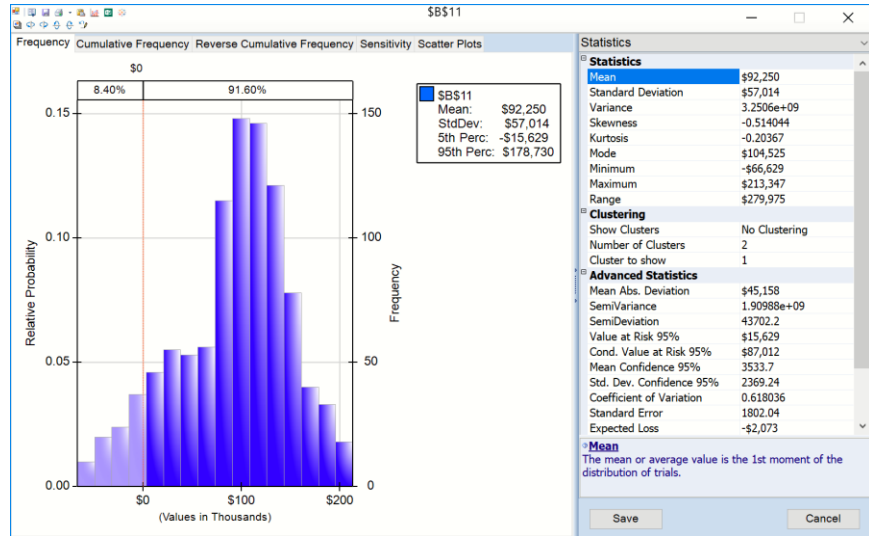 $B$11
Frequency Cumulative Frequency Reverse Cumulative Frequency Sensitivity Scatter Plots
$0
8.40% 91.60%
0.15 150
0.10 100
0.05 50
0.00 0
Relative Probability
Frequency
$0 $100 $200
(Values in Thousands)
$B$11
Mean: $92,250
StdDev: $57,014
5th Perc: -$15,629
95th Perc: $178,730
Statistics
Statistics
Mean $92,250
Standard Deviation $57,014
Variance 3.2506e+09
Skewness -0.514044
Kurtosis -0.20367
Mode $104,525
Minimum -$66,629
Maximum $213,347
Range $279,975
Clustering
Show Clusters No Clustering
Number of Clusters 2
Cluster to show 1
Advanced Statistics
Mean Abs. Deviation $45,158
SemiVariance 1.90988e+09
SemiDeviation 43702.2
Value at Risk 95% $15,629
Cond. Value at Risk 95% $87,012
Mean Confidence 95% 3533.7
Std. Dev. Confidence 95% 2369.24
Coefficient of Variation 0.618036
Standard Error 1802.04
Expected Loss -$2,073
Mean
The mean or average value is the 1st moment of the
distribution of trials.
Save Cancel